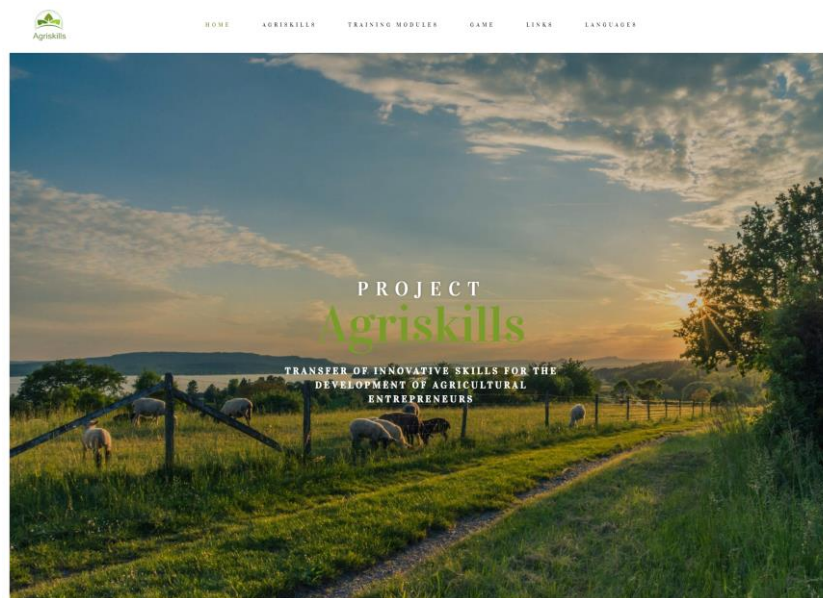 Agriskills
HOME AGRISKILLS TRAINING MODULES GAME LINKS LANGUAGES
PROJECT
Agriskills
TRANSFER OF INNOVATIVE SKILLS FOR THE
DEVELOPMENT OF AGRICULTURAL
ENTREPRENEURS